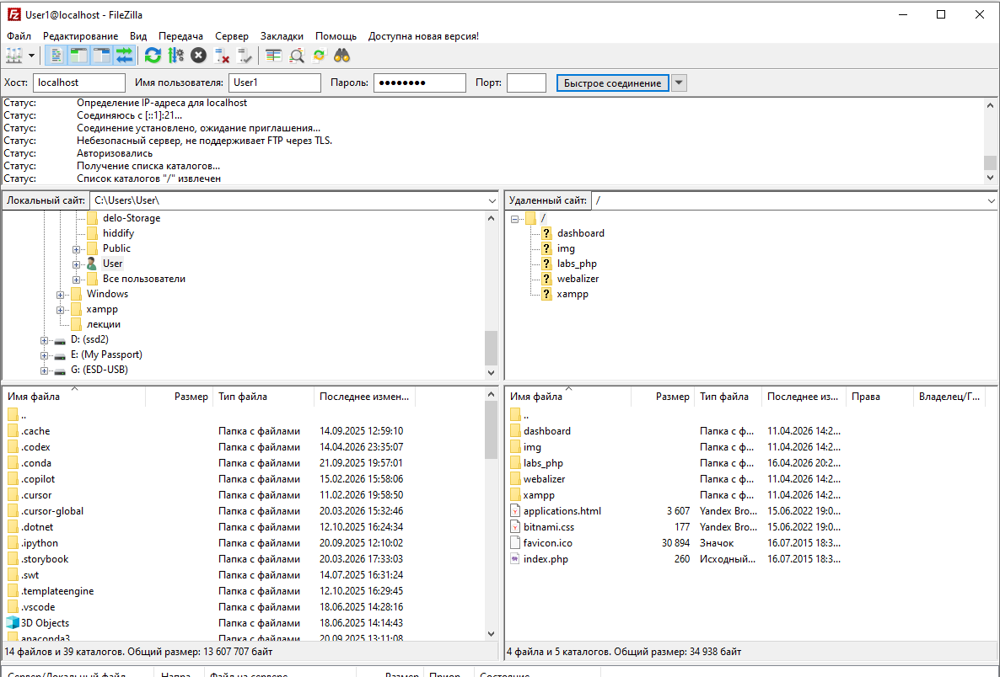 User1@localhost - FileZilla
Файл Редактирование Вид Передача Сервер Закладки Помощь Доступна новая версия!
Хост: localhost Имя пользователя: User1 Пароль: ●●●●●●●● Порт: Быстрое соединение
Статус: Определение IP-адреса для localhost
Статус: Соединяюсь с [::1]:21...
Статус: Соединение установлено, ожидание приглашения...
Статус: Небезопасный сервер, не поддерживает FTP через TLS.
Статус: Авторизовались
Статус: Получение списка каталогов...
Статус: Список каталогов "/" извлечен
Локальный сайт: C:\Users\User\
delo-Storage
hiddify
Public
User
Все пользователи
Windows
xampp
лекции
D: (ssd2)
E: (My Passport)
G: (ESD-USB)
Удаленный сайт: /
/
dashboard
img
labs_php
webalizer
xampp
Имя файла Размер Тип файла Последнее измен...
..
.cache Папка с файлами 14.09.2025 12:59:10
.codex Папка с файлами 14.04.2026 23:35:07
.conda Папка с файлами 21.09.2025 19:57:01
.copilot Папка с файлами 15.02.2026 15:58:06
.cursor Папка с файлами 11.02.2026 19:58:50
.cursor-global Папка с файлами 20.03.2026 15:32:46
.dotnet Папка с файлами 12.10.2025 16:24:34
.ipython Папка с файлами 20.09.2025 12:10:02
.storybook Папка с файлами 20.03.2026 17:33:03
.swt Папка с файлами 14.07.2025 16:31:24
.templateengine Папка с файлами 12.10.2025 16:29:45
.vscode Папка с файлами 18.06.2025 14:28:16
3D Objects Папка с файлами 18.06.2025 14:14:43
anaconda3 Папка с файлами 20.09.2025 13:11:08
14 файлов и 39 каталогов. Общий размер: 13 607 707 байт
Имя файла Размер Тип файла Последнее из... Права Владелец/Г...
..
dashboard Папка с ф... 11.04.2026 14:2...
img Папка с ф... 11.04.2026 14:2...
labs_php Папка с ф... 16.04.2026 20:2...
webalizer Папка с ф... 11.04.2026 14:2...
xampp Папка с ф... 11.04.2026 14:2...
applications.html 3 607 Yandex Bro... 15.06.2022 19:0...
bitnami.css 177 Yandex Bro... 15.06.2022 19:0...
favicon.ico 30 894 Значок 16.07.2015 18:3...
index.php 260 Исходный... 16.07.2015 18:3...
4 файла и 5 каталогов. Общий размер: 34 938 байт
Сервер/Локальный файл Напра... Файл на сервере Размер Приор... Состояние